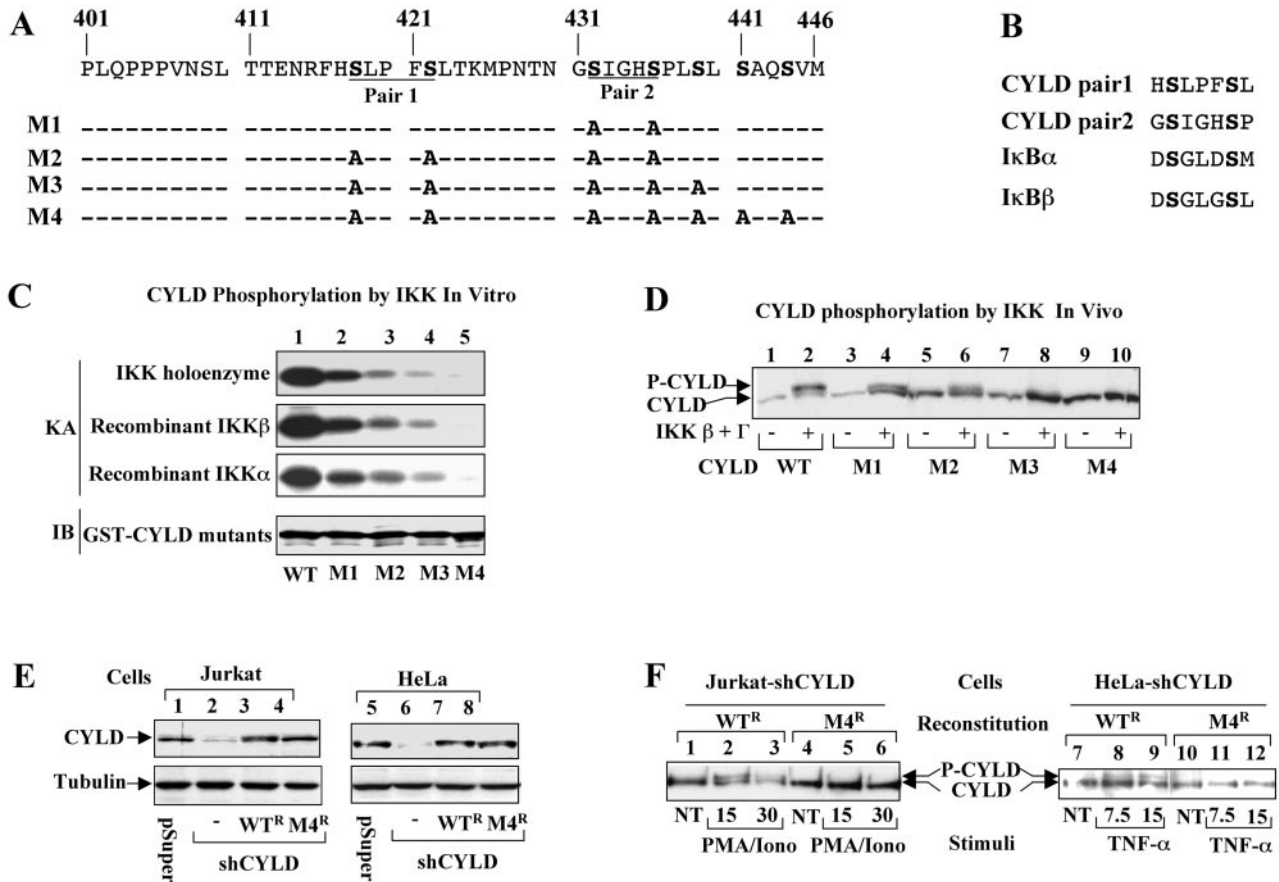 A
401 411 421 431 441 446
PLQPPPVNSL TTENRFHSLP FSLTKMPNTN GSIGHSPLSL SAQSVM
Pair 1 Pair 2
M1 --------- ---------- ---------- -A---A---- ------
M2 --------- -------A-- -A-------- ---------- ------
M3 --------- -------A-- -A-------- -A---A-A-- ------
M4 --------- -------A-- -A-------- -A---A-A-- A--A--
B
CYLD pair1 HSLPFSL
CYLD pair2 GSIGHSP
IκBα DSGLDSM
IκBβ DSGLGSL
C
CYLD Phosphorylation by IKK In Vitro
1 2 3 4 5
IKK holoenzyme
KA Recombinant IKKβ
Recombinant IKKα
IB GST-CYLD mutants
WT M1 M2 M3 M4
D
CYLD phosphorylation by IKK In Vivo
1 2 3 4 5 6 7 8 9 10
P-CYLD
CYLD
IKK β + Γ - + - + - + - + - +
CYLD WT M1 M2 M3 M4
E
Cells Jurkat HeLa
1 2 3 4 5 6 7 8
CYLD
Tubulin
pSuper - WTR M4R pSuper - WTR M4R
shCYLD shCYLD
F
Jurkat-shCYLD Cells HeLa-shCYLD
WTR M4R Reconstitution WTR M4R
1 2 3 4 5 6 7 8 9 10 11 12
P-CYLD
CYLD
NT 15 30 NT 15 30 NT 7.5 15 NT 7.5 15
PMA/Iono PMA/Iono Stimuli TNF-α TNF-α